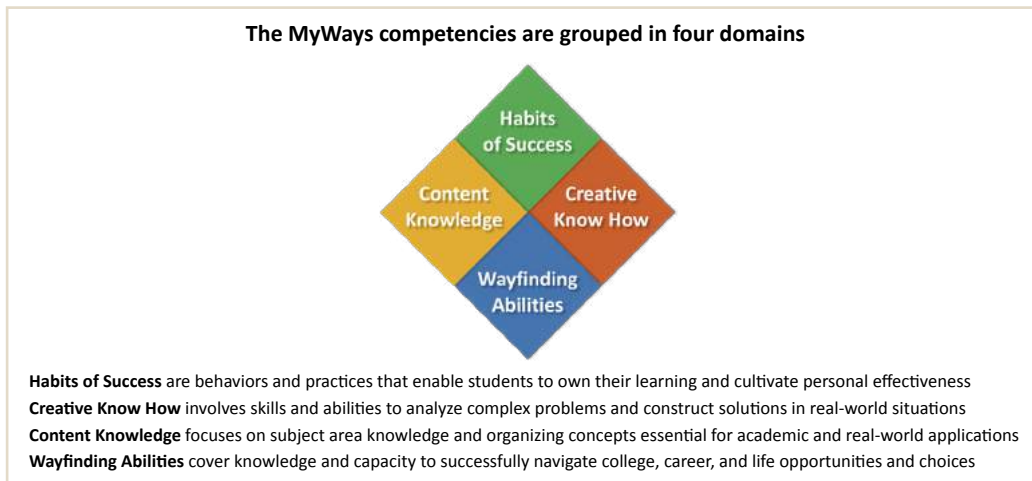 The MyWays competencies are grouped in four domains
Habits
of Success
Content
Knowledge
Creative
Know How
Wayfinding
Abilities
Habits of Success are behaviors and practices that enable students to own their learning and cultivate personal effectiveness
Creative Know How involves skills and abilities to analyze complex problems and construct solutions in real-world situations
Content Knowledge focuses on subject area knowledge and organizing concepts essential for academic and real-world applications
Wayfinding Abilities cover knowledge and capacity to successfully navigate college, career, and life opportunities and choices